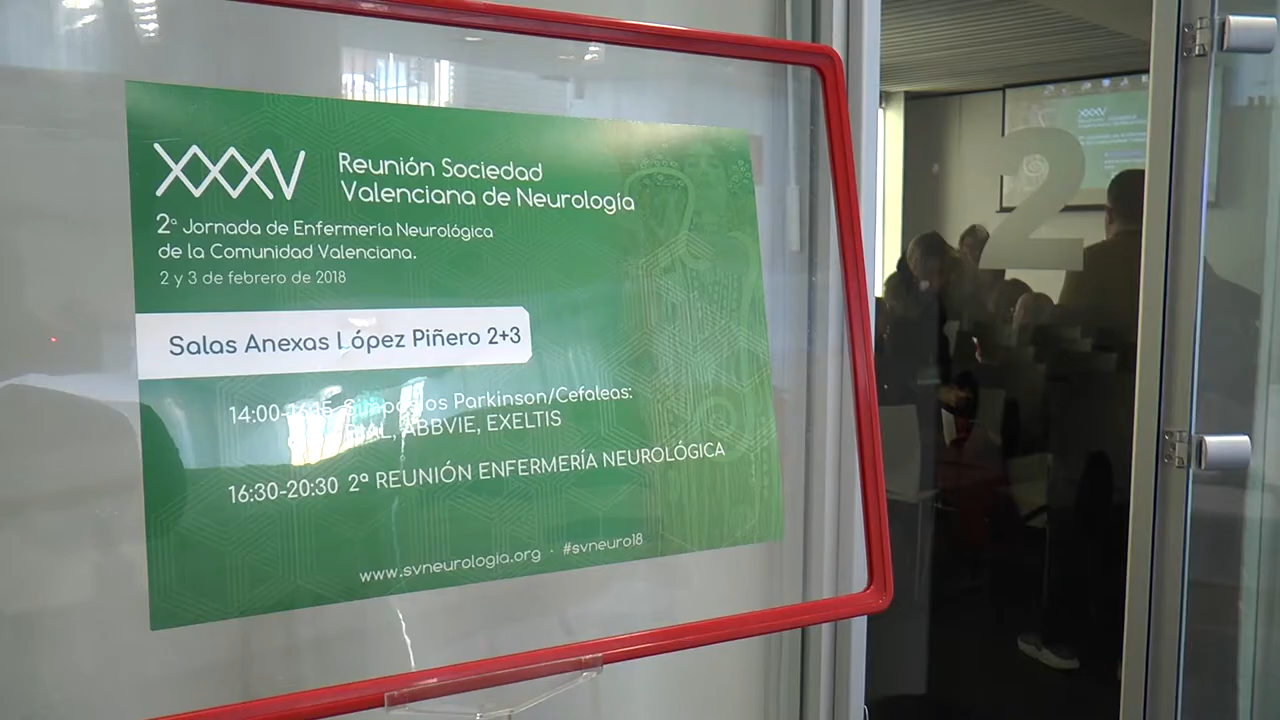 XXXV
Reunión Sociedad
Valenciana de Neurología
2ª Jornada de Enfermería Neurológica
de la Comunidad Valenciana.
2 y 3 de febrero de 2018
Salas Anexas López Piñero 2+3
Parkinson/Cefaleas:
ABBVIE, EXELTIS
16:30-20:30 2ª REUNIÓN ENFERMERÍA NEUROLÓGICA
www.svneurologia.org · #svneuro18
2
XXXV